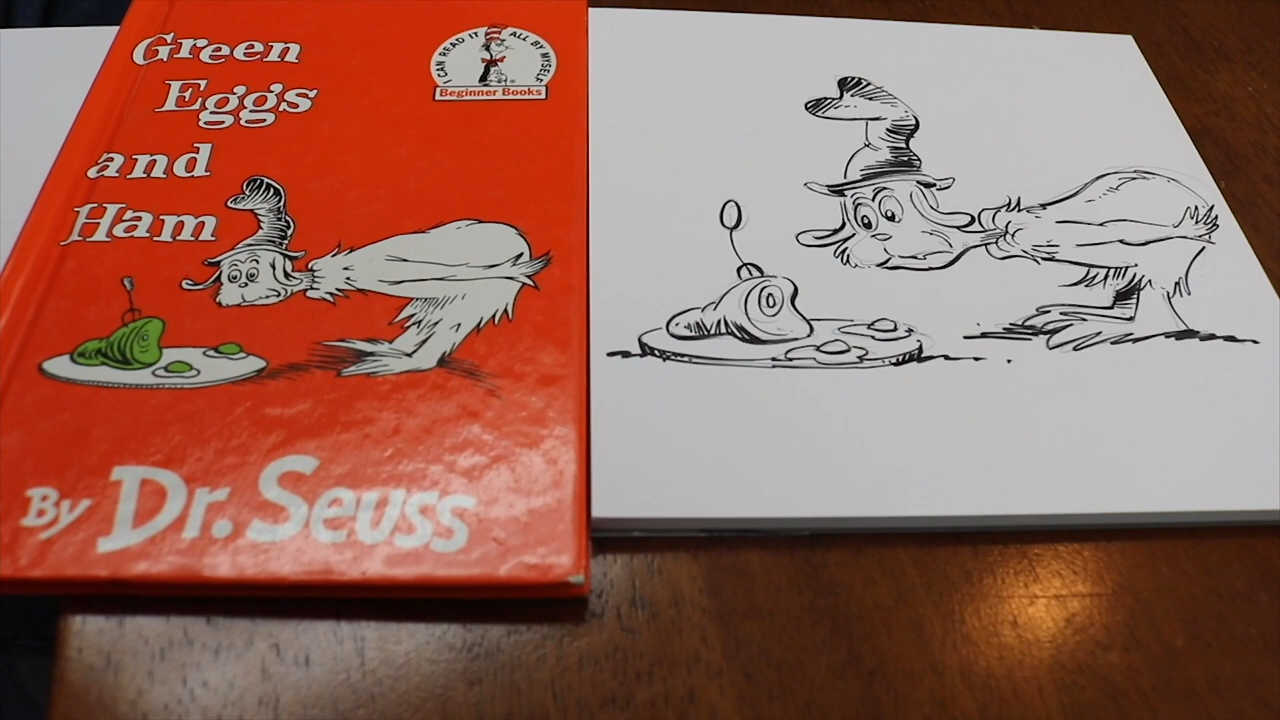 Green
Eggs
and
Ham
I CAN READ IT ALL BY MYSELF
Beginner Books
By Dr. Seuss